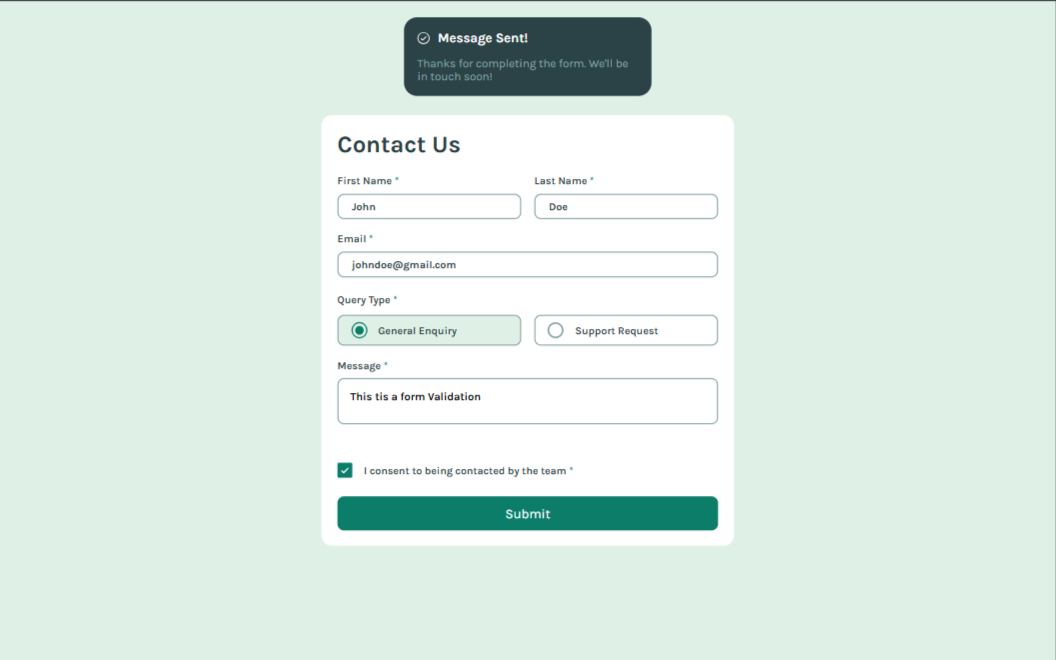 Message Sent!
Thanks for completing the form. We'll be
in touch soon!
Contact Us
First Name *
Last Name *
John
Doe
Email *
johndoe@gmail.com
Query Type *
General Enquiry
Support Request
Message *
This tis a form Validation
I consent to being contacted by the team *
Submit